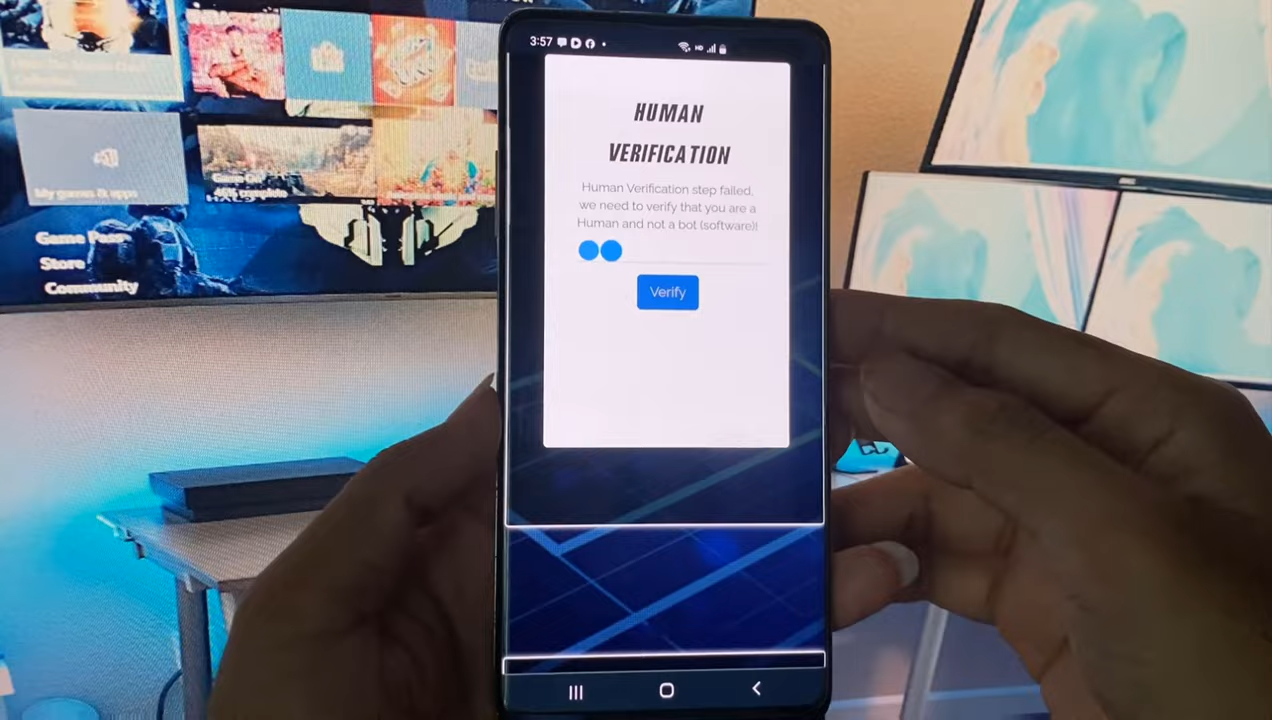 3:57
HD
HUMAN
VERIFICATION
Human Verification step failed,
we need to verify that you are a
Human and not a bot (software)!
Verify
My games & apps
Game Pass
Store
Community